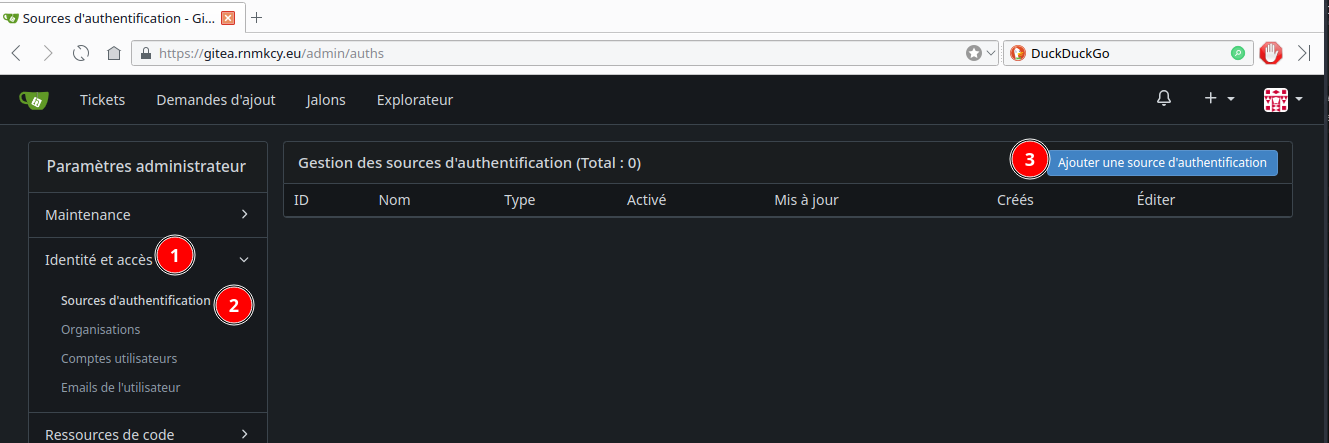 Sources d'authentification - Gi...
https://gitea.rnmkcy.eu/admin/auths
DuckDuckGo
Tickets Demandes d'ajout Jalons Explorateur
Paramètres administrateur
Gestion des sources d'authentification (Total : 0)
3
Ajouter une source d'authentification
ID Nom Type Activé Mis à jour Créés Éditer
Maintenance
Identité et accès
1
Sources d'authentification
2
Organisations
Comptes utilisateurs
Emails de l'utilisateur
Ressources de code